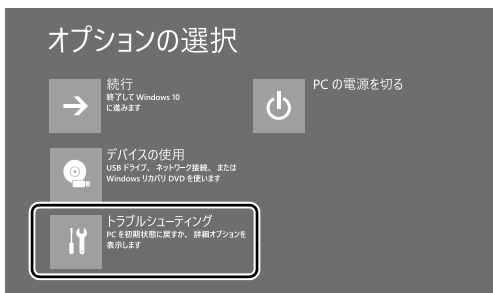 オプションの選択
続行
終了して Windows 10
に進みます
PC の電源を切る
デバイスの使用
USB ドライブ、ネットワーク接続、または
Windows リカバリ DVD を使います
トラブルシューティング
PC を初期状態に戻すか、詳細オプションを
表示します